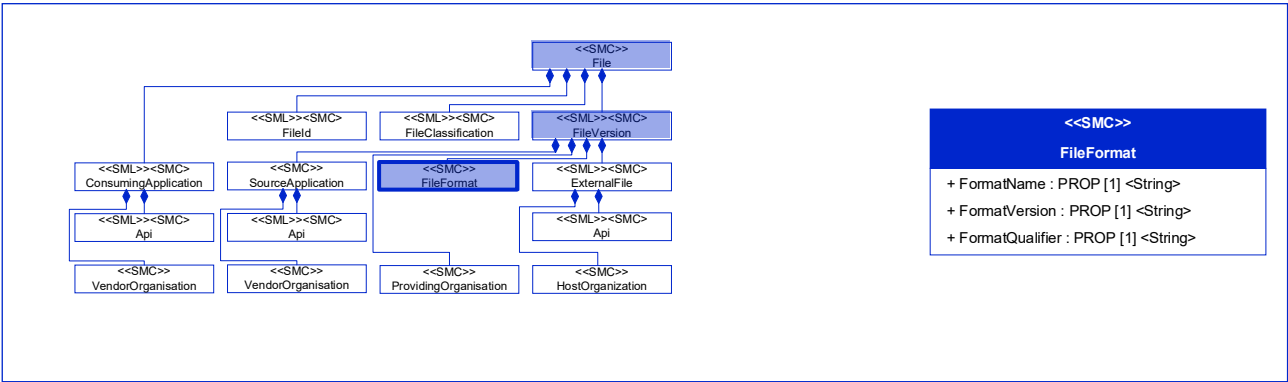 <<SMC>>
File
<<SML>><SMC>
FileId
<<SML>><SMC>
FileClassification
<<SML>><SMC>
FileVersion
<<SML>><SMC>
ConsumingApplication
<<SMC>>
SourceApplication
<<SMC>>
FileFormat
<<SML>><SMC>
ExternalFile
<<SML>><SMC>
Api
<<SML>><SMC>
Api
<<SML>><SMC>
Api
<<SMC>>
VendorOrganisation
<<SMC>>
VendorOrganisation
<<SMC>>
ProvidingOrganisation
<<SMC>>
HostOrganization
<<SMC>>
FileFormat
+ FormatName : PROP [1] <String>
+ FormatVersion : PROP [1] <String>
+ FormatQualifier : PROP [1] <String>